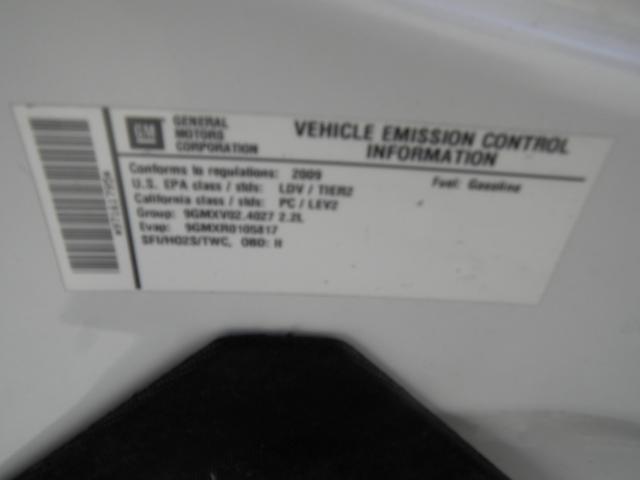 GM
GENERAL
MOTORS
CORPORATION
VEHICLE EMISSION CONTROL
INFORMATION
Conforms to regulations: 2009
Fuel: Gasoline
U.S. EPA class / stds: LDV / TIER2
California class / stds: PC / LEV2
Group: 9GMXV02.4027 2.2L
Evap: 9GMXR0105817
SFI/HO2S/TWC, OBD: II